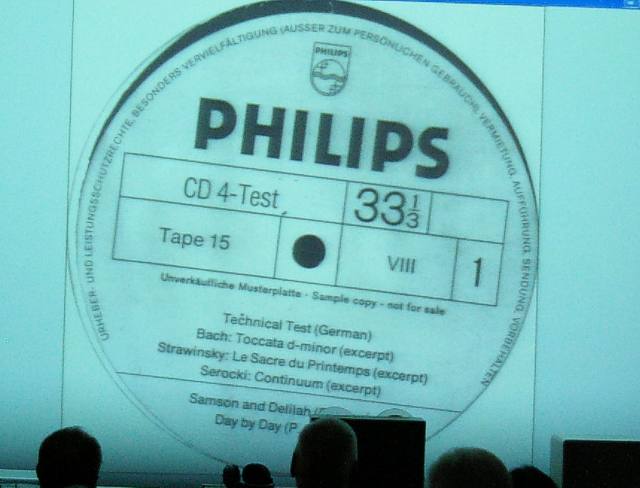 URHEBER- UND LEISTUNGSSCHUTZRECHTE, BESONDERS VERVIELFÄLTIGUNG (AUSSER ZUM PERSÖNLICHEN GEBRAUCH), VERMIETUNG, AUFFÜHRUNG, SENDUNG, VORBEHALTEN
PHILIPS
PHILIPS
CD 4-Test
33⅓
Tape 15
VIII
1
Unverkäufliche Musterplatte - Sample copy - not for sale
Technical Test (German)
Bach: Toccata d-minor (excerpt)
Strawinsky: Le Sacre du Printemps (excerpt)
Serocki: Continuum (excerpt)
Samson and Delilah
Day by Day (P